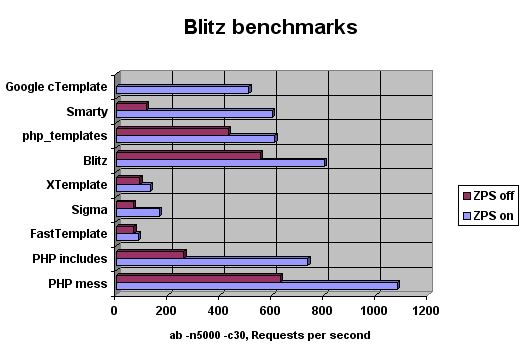 Blitz benchmarks
Google cTemplate
Smarty
php_templates
Blitz
XTemplate
Sigma
FastTemplate
PHP includes
PHP mess
ZPS off
ZPS on
0 200 400 600 800 1000 1200
ab -n5000 -c30, Requests per second